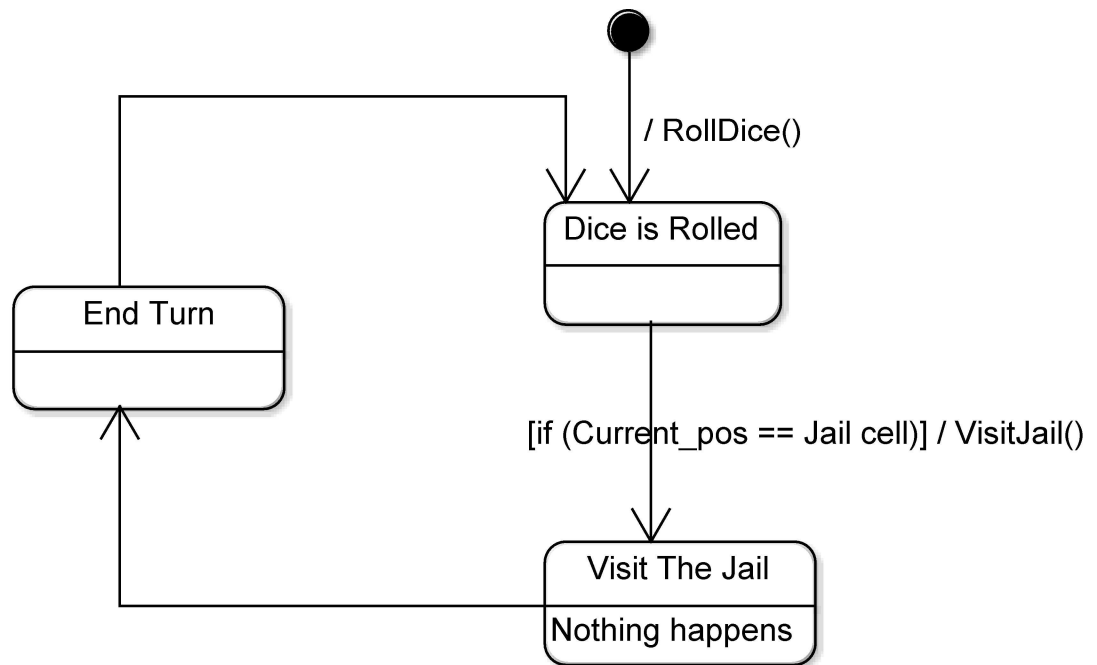 / RollDice()
Dice is Rolled
End Turn
[if (Current_pos == Jail cell)] / VisitJail()
Visit The Jail
Nothing happens